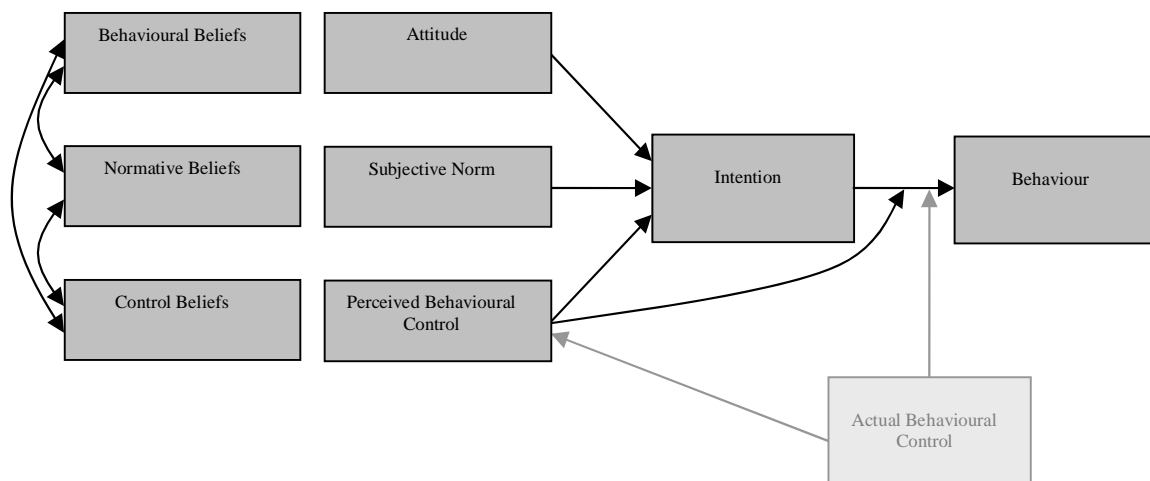 Behavioural Beliefs
Attitude
Normative Beliefs
Subjective Norm
Intention
Behaviour
Control Beliefs
Perceived Behavioural
Control
Actual Behavioural
Control